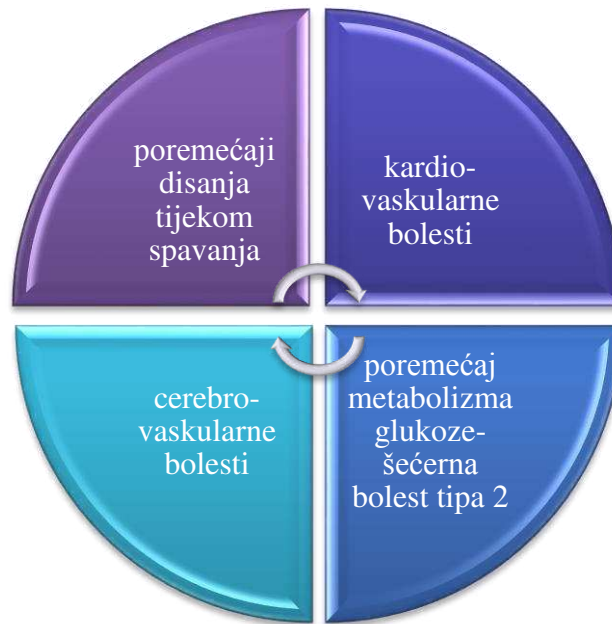 poremećaji
disanja
tijekom
spavanja
kardio-
vaskularne
bolesti
cerebro-
vaskularne
bolesti
poremećaj
metabolizma
glukoze-
šećerna
bolest tipa 2